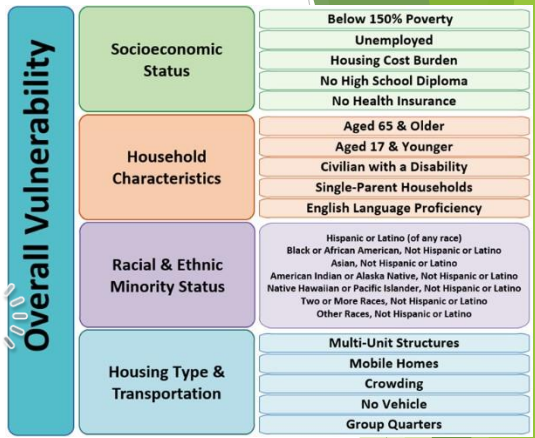 Overall Vulnerability
Socioeconomic
Status
Below 150% Poverty
Unemployed
Housing Cost Burden
No High School Diploma
No Health Insurance
Household
Characteristics
Aged 65 & Older
Aged 17 & Younger
Civilian with a Disability
Single-Parent Households
English Language Proficiency
Racial & Ethnic
Minority Status
Hispanic or Latino (of any race)
Black or African American, Not Hispanic or Latino
Asian, Not Hispanic or Latino
American Indian or Alaska Native, Not Hispanic or Latino
Native Hawaiian or Pacific Islander, Not Hispanic or Latino
Two or More Races, Not Hispanic or Latino
Other Races, Not Hispanic or Latino
Housing Type &
Transportation
Multi-Unit Structures
Mobile Homes
Crowding
No Vehicle
Group Quarters